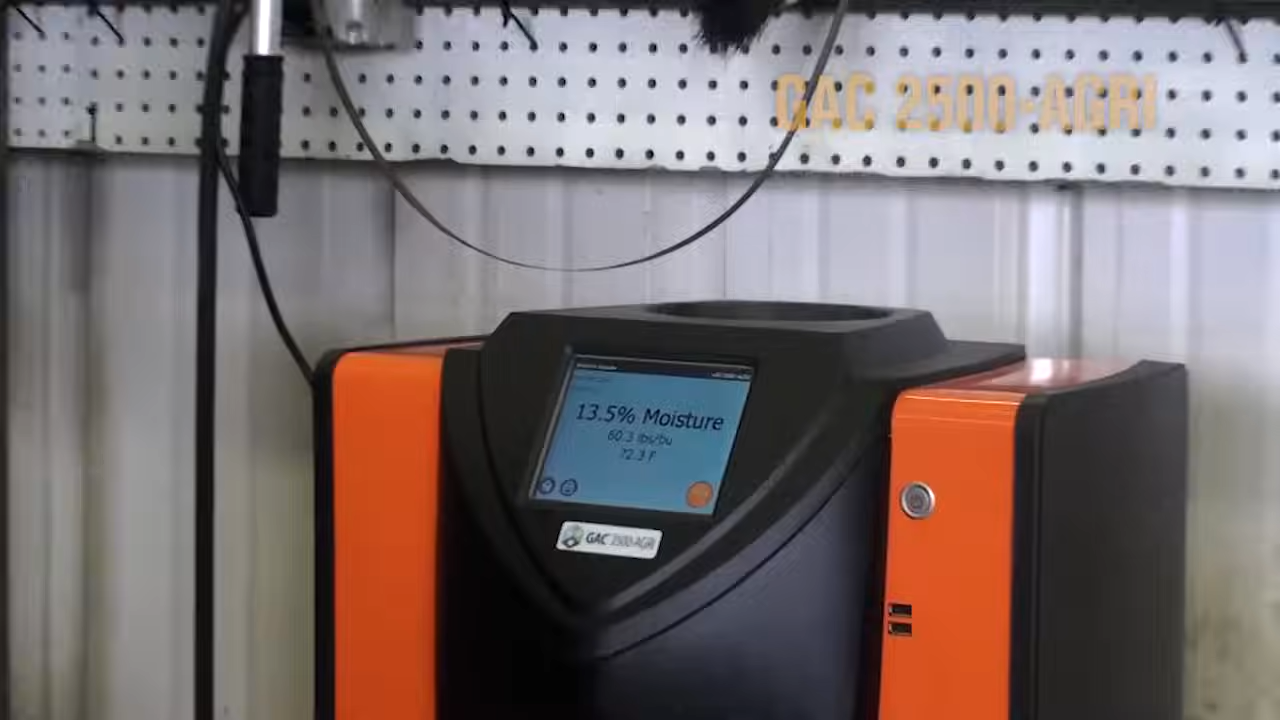 GAC 2500-AGRI
13.5% Moisture
60.3 lbs/bu
72.3 F
GAC 2500-AGRI